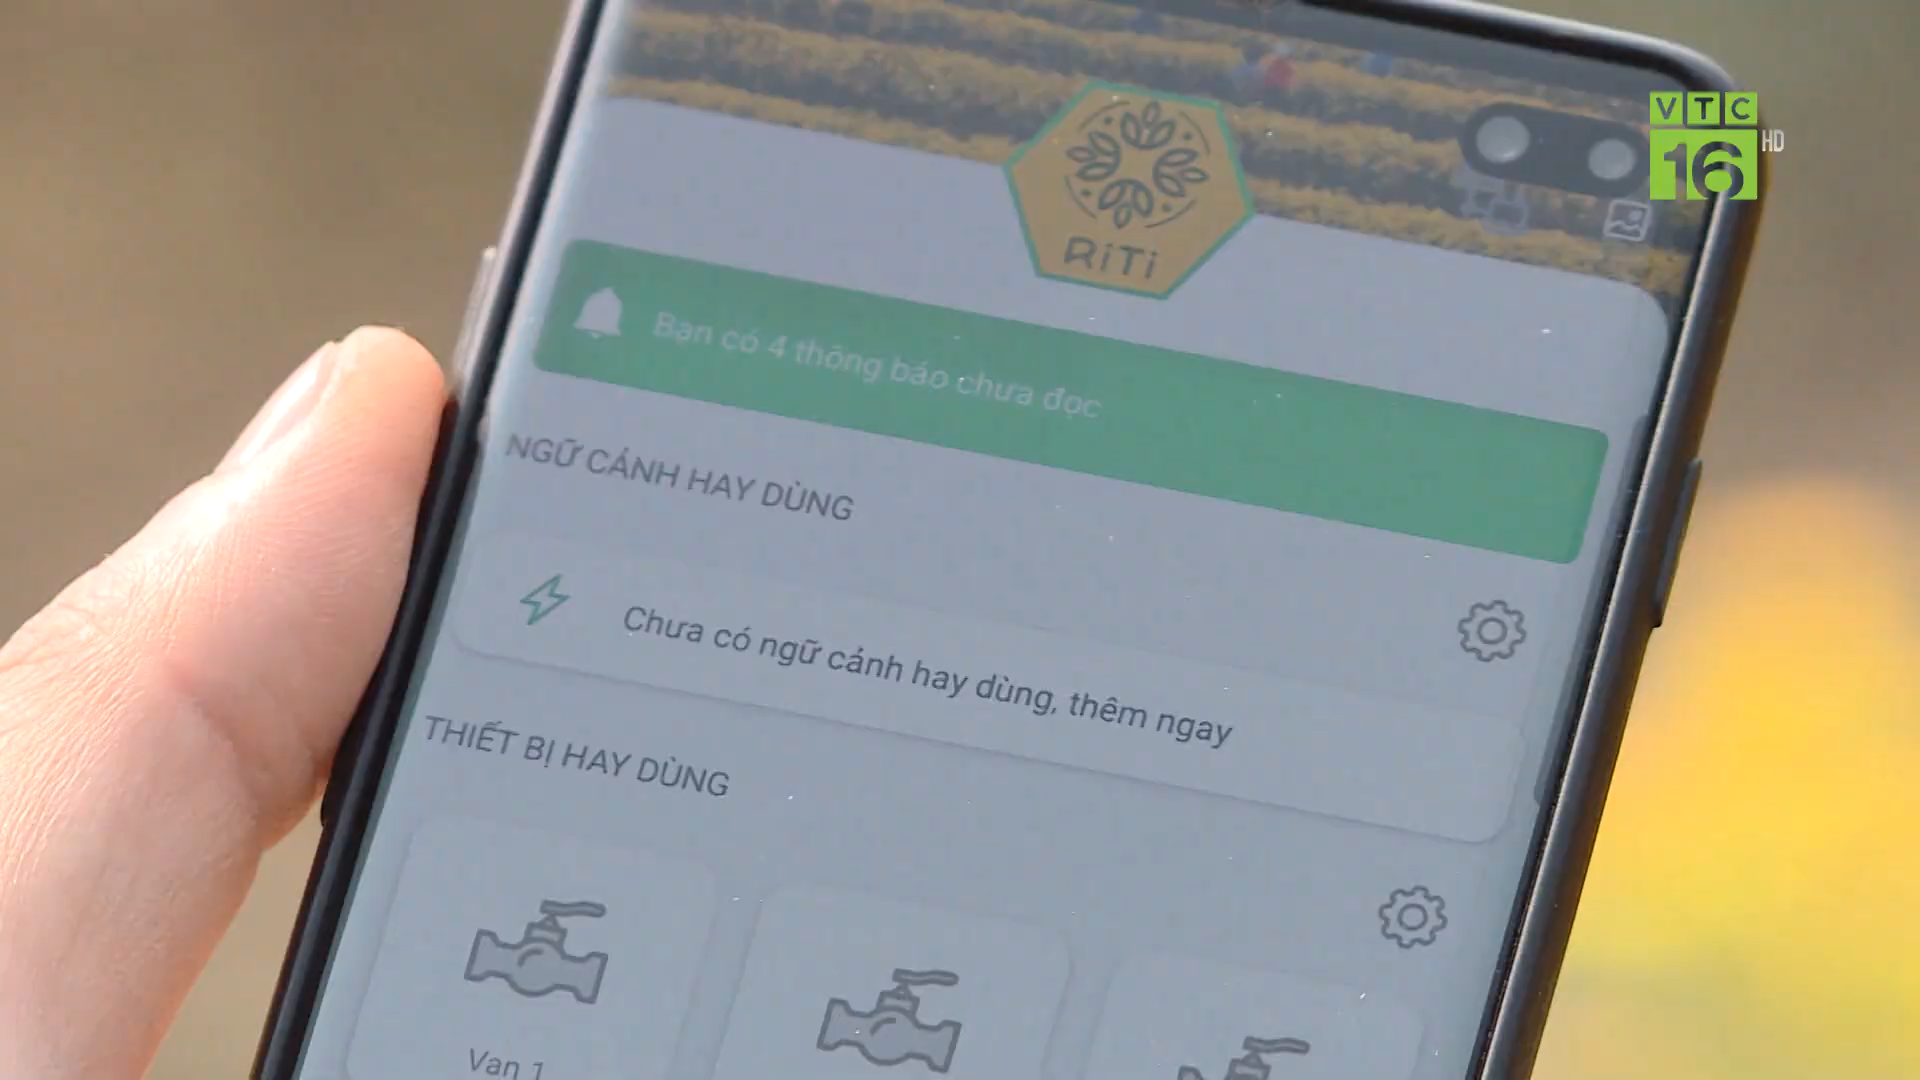 VTC
16 HD
RiTi
Bạn có 4 thông báo chưa đọc
NGỮ CẢNH HAY DÙNG
Chưa có ngữ cảnh hay dùng, thêm ngay
THIẾT BỊ HAY DÙNG
Van 1